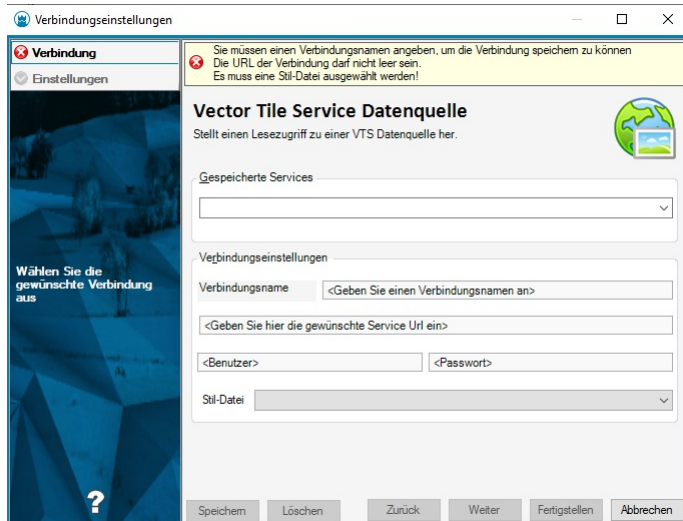 Verbindungseinstellungen
Verbindung
Einstellungen
Wählen Sie die
gewünschte Verbindung
aus
?
Sie müssen einen Verbindungsnamen angeben, um die Verbindung speichern zu können
Die URL der Verbindung darf nicht leer sein.
Es muss eine Stil-Datei ausgewählt werden!
Vector Tile Service Datenquelle
Stellt einen Lesezugriff zu einer VTS Datenquelle her.
Gespeicherte Services
Verbindungseinstellungen
Verbindungsname <Geben Sie einen Verbindungsnamen an>
<Geben Sie hier die gewünschte Service Url ein>
<Benutzer> <Passwort>
Stil-Datei
Speichern Löschen Zurück Weiter Fertigstellen Abbrechen